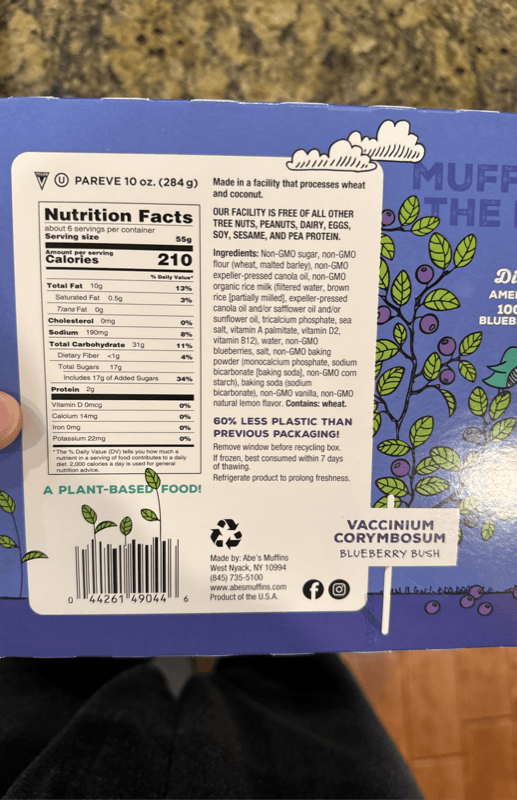 V U PAREVE 10 oz. (284 g)
Nutrition Facts
about 6 servings per container
Serving size 55g
Amount per serving
Calories 210
% Daily Value*
Total Fat 10g 13%
Saturated Fat 0.5g 3%
Trans Fat 0g
Cholesterol 0mg 0%
Sodium 190mg 8%
Total Carbohydrate 31g 11%
Dietary Fiber <1g 4%
Total Sugars 17g
Includes 17g of Added Sugars 34%
Protein 2g
Vitamin D 0mcg 0%
Calcium 14mg 0%
Iron 0mg 0%
Potassium 22mg 0%
*The % Daily Value (DV) tells you how much a
nutrient in a serving of food contributes to a daily
diet. 2,000 calories a day is used for general
nutrition advice.
A PLANT-BASED FOOD!
0 44261 49044 6
Made in a facility that processes wheat
and coconut.
OUR FACILITY IS FREE OF ALL OTHER
TREE NUTS, PEANUTS, DAIRY, EGGS,
SOY, SESAME, AND PEA PROTEIN.
Ingredients: Non-GMO sugar, non-GMO
flour (wheat, malted barley), non-GMO
expeller-pressed canola oil, non-GMO
organic rice milk (filtered water, brown
rice [partially milled], expeller-pressed
canola oil and/or safflower oil and/or
sunflower oil, tricalcium phosphate, sea
salt, vitamin A palmitate, vitamin D2,
vitamin B12), water, non-GMO
blueberries, salt, non-GMO baking
powder (monocalcium phosphate, sodium
bicarbonate [baking soda], non-GMO corn
starch), baking soda (sodium
bicarbonate), non-GMO vanilla, non-GMO
natural lemon flavor. Contains: wheat.
60% LESS PLASTIC THAN
PREVIOUS PACKAGING!
Remove window before recycling box.
If frozen, best consumed within 7 days
of thawing.
Refrigerate product to prolong freshness.
Made by: Abe's Muffins
West Nyack, NY 10994
(845) 735-5100
www.abesmuffins.com
Product of the U.S.A.
MUFF
THE
Di
AME
100
BLUEB
VACCINIUM
CORYMBOSUM
BLUEBERRY BUSH